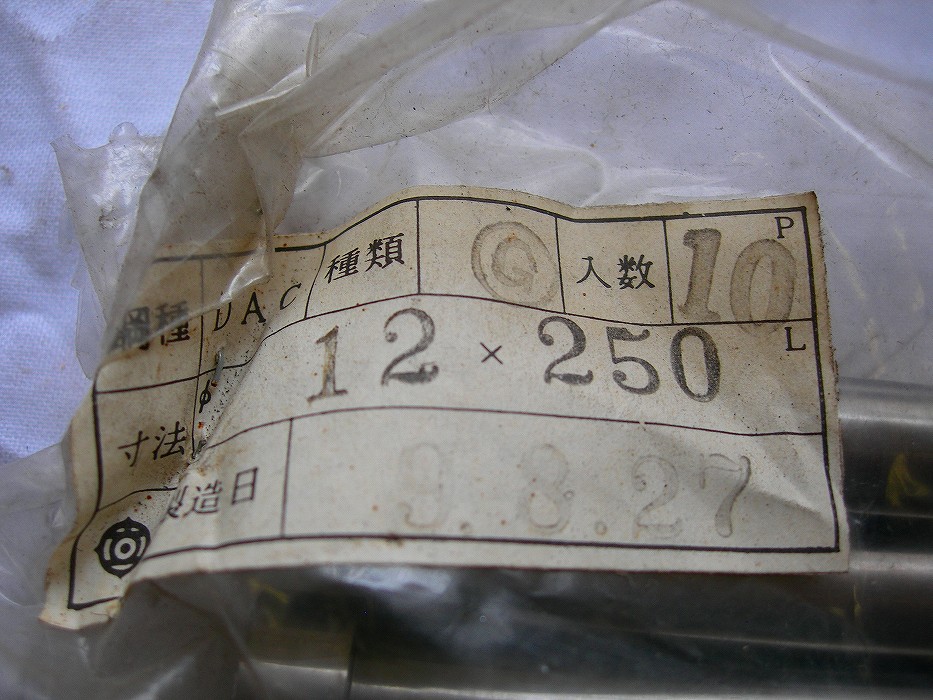 鋼種 DAC 種類 G 入数 10 P
寸法 φ 12 × 250 L
製造日 9.8.27